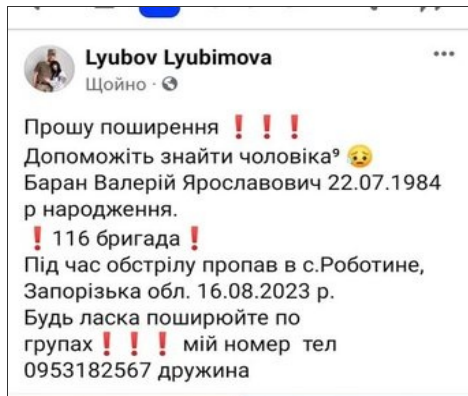 Lyubov Lyubimova
Щойно ·
Прошу поширення ❗❗❗
Допоможіть знайти чоловіка⁹ 😥
Баран Валерій Ярославович 22.07.1984
р народження.
❗116 бригада❗
Під час обстрілу пропав в с.Роботине,
Запорізька обл. 16.08.2023 р.
Будь ласка поширюйте по
групах❗❗❗ мій номер тел
0953182567 дружина